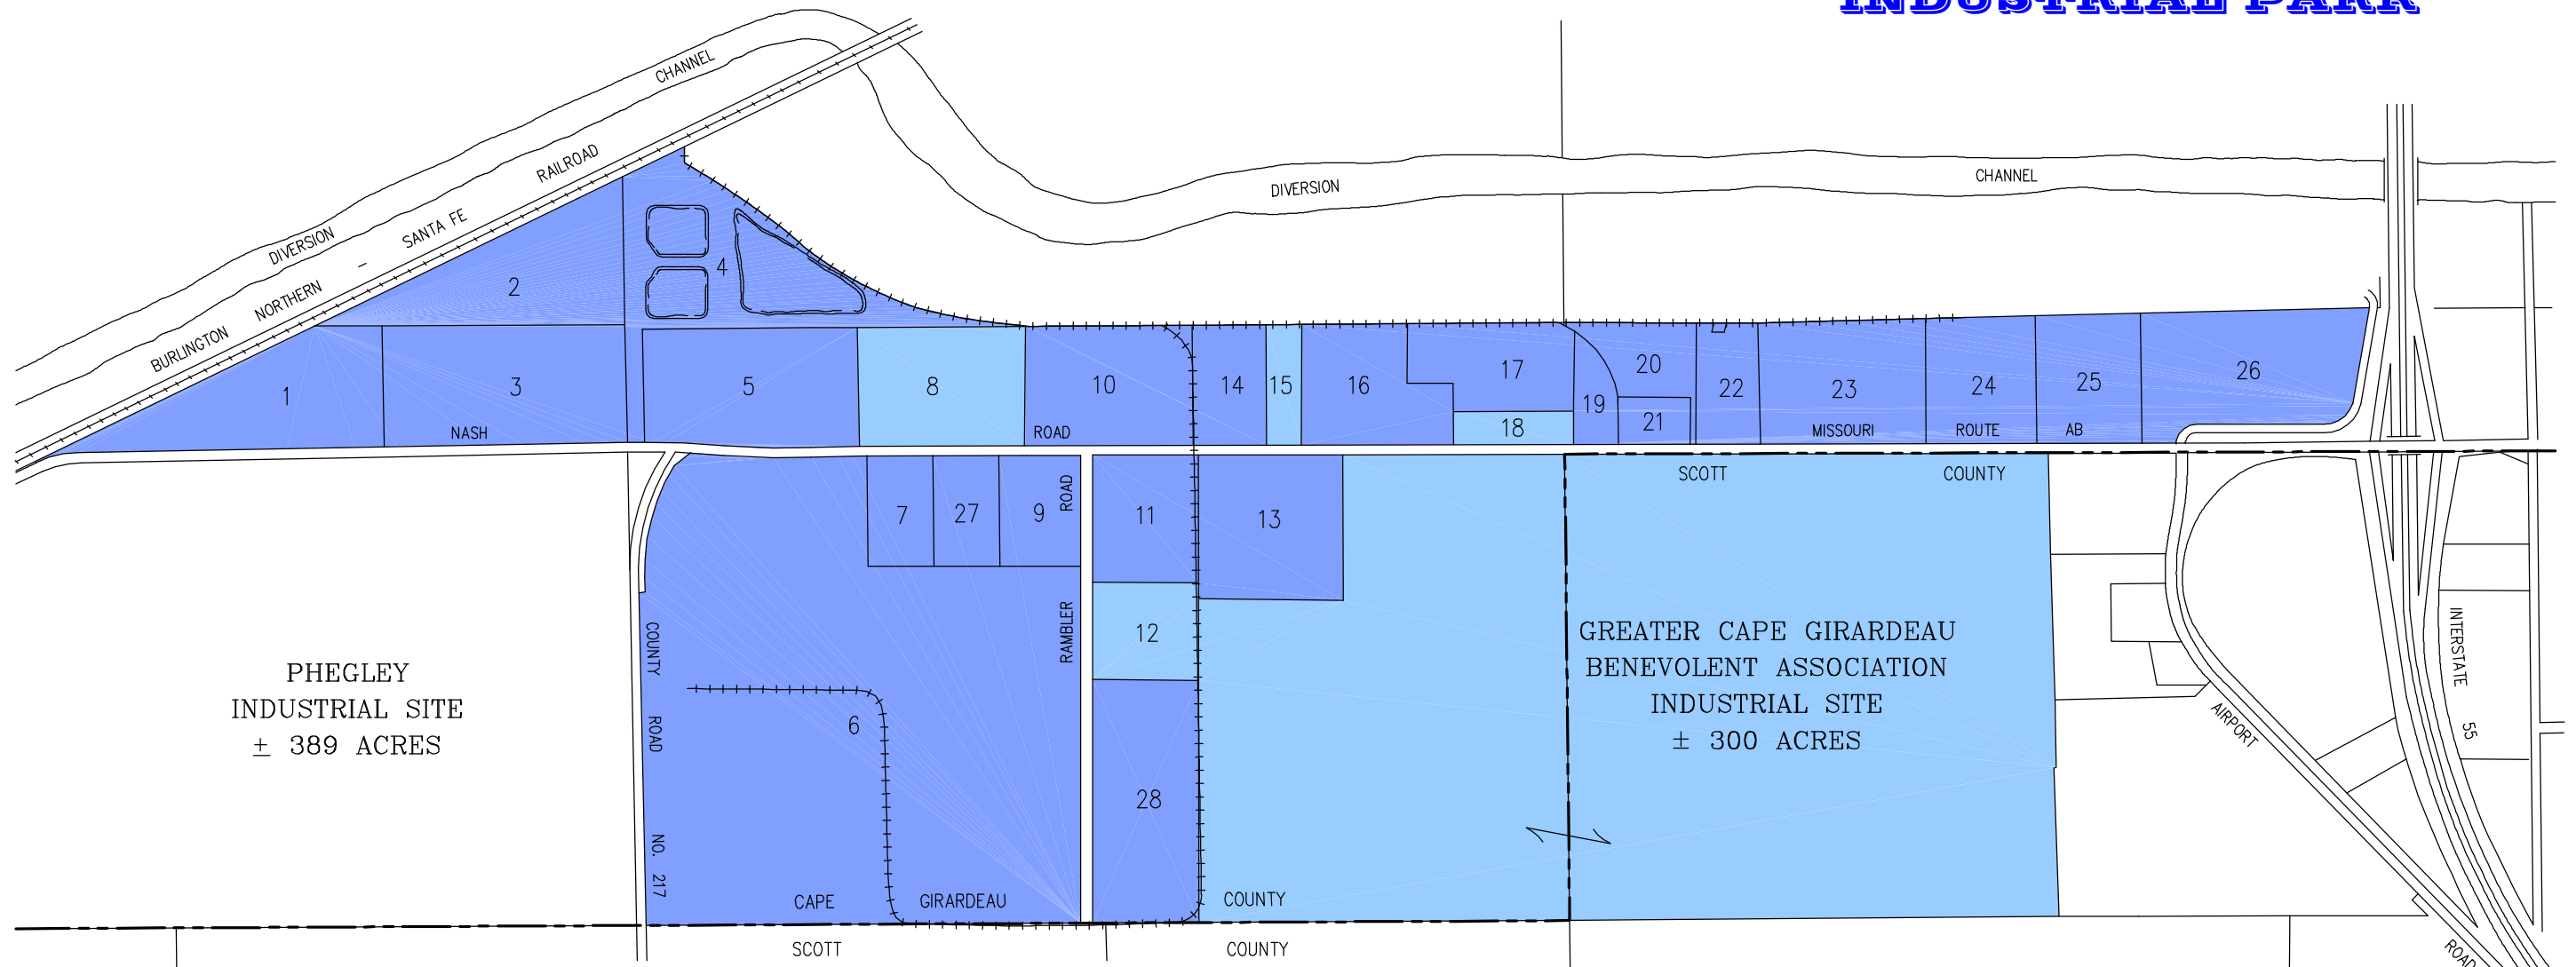 INDUSTRIAL PARK
CHANNEL
RAILROAD
SANTA FE
-
DIVERSION
NORTHERN
BURLINGTON
DIVERSION
CHANNEL
2
4
1
3
5
8
10
14
15
16
17
18
19
20
21
22
23
24
25
26
NASH
ROAD
MISSOURI
ROUTE
AB
SCOTT
COUNTY
7
27
9
ROAD
11
13
RAMBLER
12
COUNTY
ROAD
NO. 217
6
28
PHEGLEY
INDUSTRIAL SITE
± 389 ACRES
GREATER CAPE GIRARDEAU
BENEVOLENT ASSOCIATION
INDUSTRIAL SITE
± 300 ACRES
INTERSTATE
55
AIRPORT
ROAD
CAPE
GIRARDEAU
COUNTY
SCOTT
COUNTY